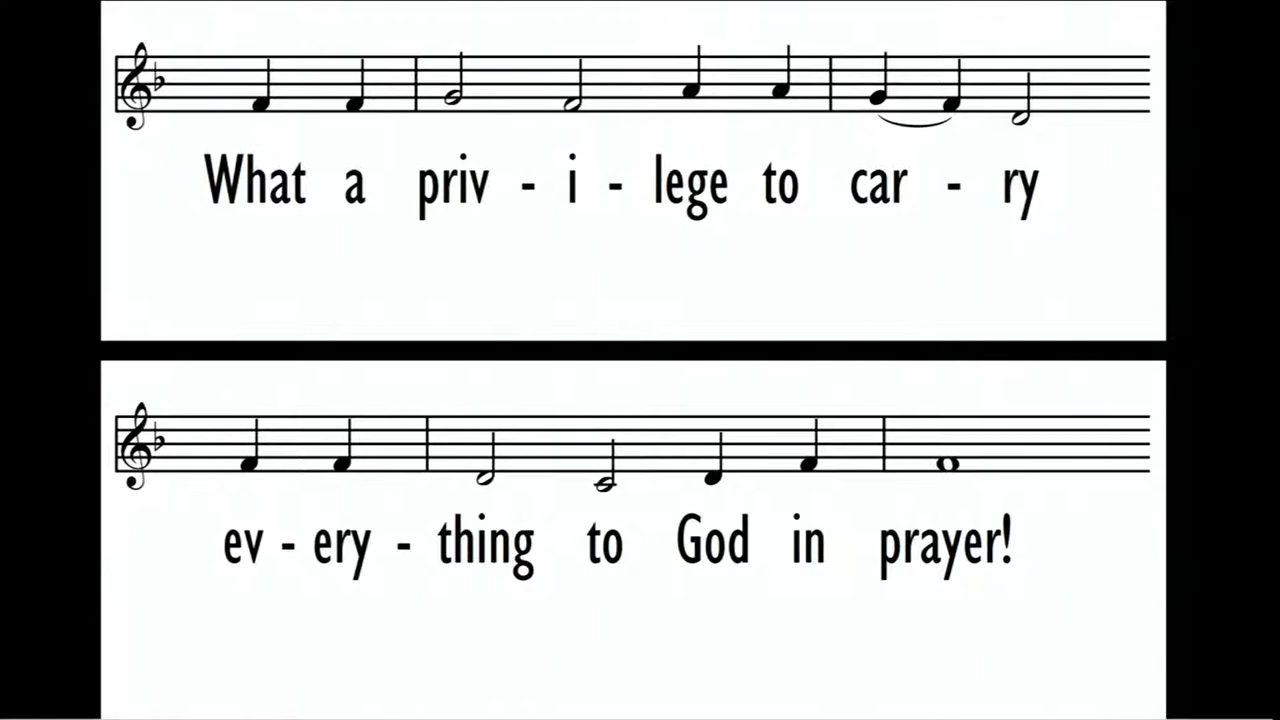 What a priv - i - lege to car - ry
ev - ery - thing to God in prayer!